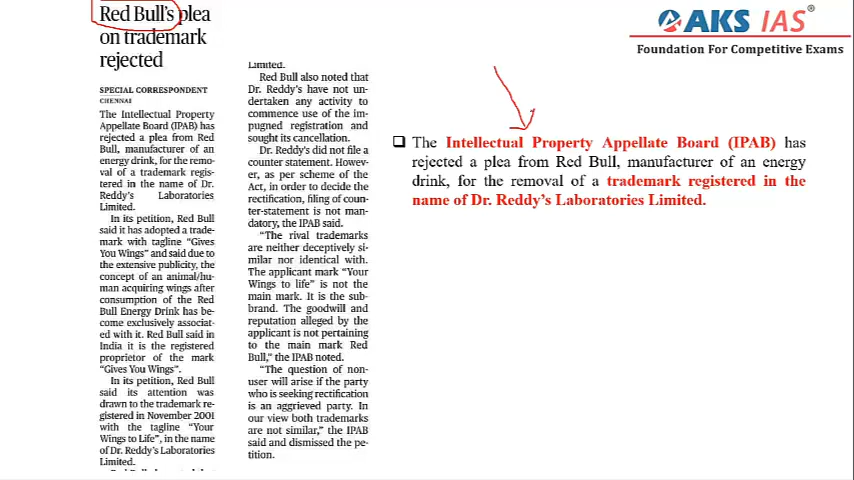 Red Bull's plea
on trademark
rejected
SPECIAL CORRESPONDENT
CHENNAI
The Intellectual Property
Appellate Board (IPAB) has
rejected a plea from Red
Bull, manufacturer of an
energy drink, for the remo-
val of a trademark regis-
tered in the name of Dr.
Reddy's Laboratories
Limited.
In its petition, Red Bull
said it has adopted a trade-
mark with tagline “Gives
You Wings” and said due to
the extensive publicity, the
concept of an animal/hu-
man acquiring wings after
consumption of the Red
Bull Energy Drink has be-
come exclusively associat-
ed with it. Red Bull said in
India it is the registered
proprietor of the mark
“Gives You Wings”.
In its petition, Red Bull
said its attention was
drawn to the trademark re-
gistered in November 2001
with the tagline “Your
Wings to Life”, in the name
of Dr. Reddy's Laboratories
Limited.
Limited.
Red Bull also noted that
Dr. Reddy's have not un-
dertaken any activity to
commence use of the im-
pugned registration and
sought its cancellation.
Dr. Reddy's did not file a
counter statement. Howev-
er, as per scheme of the
Act, in order to decide the
rectification, filing of coun-
ter-statement is not man-
datory, the IPAB said.
“The rival trademarks
are neither deceptively si-
milar nor identical with.
The applicant mark “Your
Wings to life” is not the
main mark. It is the sub-
brand. The goodwill and
reputation alleged by the
applicant is not pertaining
to the main mark Red
Bull,“ the IPAB noted.
“The question of non-
user will arise if the party
who is seeking rectification
is an aggrieved party. In
our view both trademarks
are not similar,” the IPAB
said and dismissed the pe-
tition.
AKS IAS®
Foundation For Competitive Exams
The Intellectual Property Appellate Board (IPAB) has
rejected a plea from Red Bull, manufacturer of an energy
drink, for the removal of a trademark registered in the
name of Dr. Reddy's Laboratories Limited.